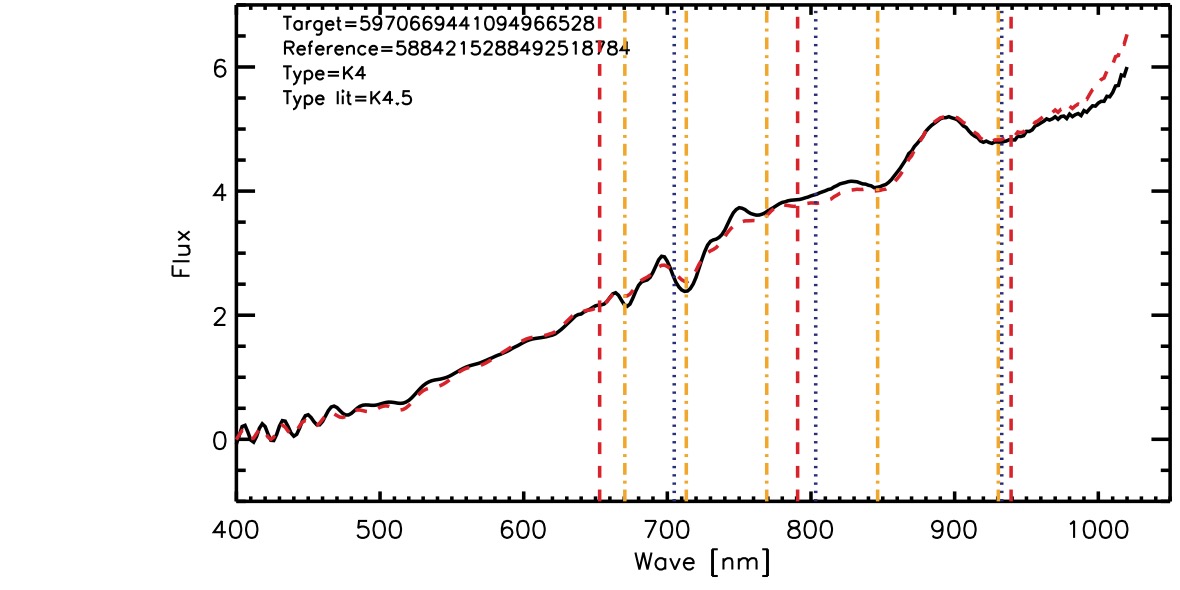 Target=5970669441094966528
Reference=5884215288492518784
Type=K4
Type lit=K4.5
6
4
2
0
Flux
400 500 600 700 800 900 1000
Wave [nm]